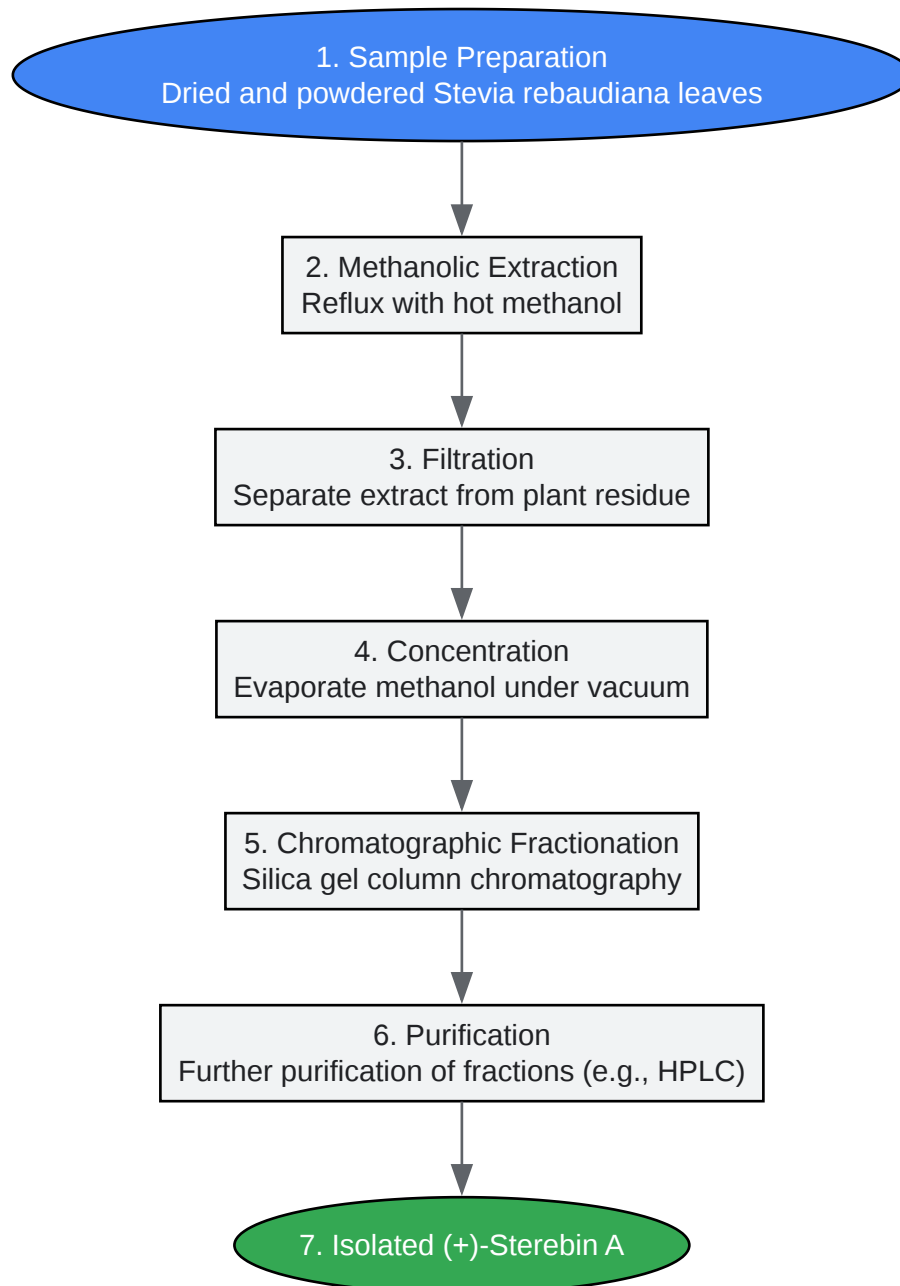 1. Sample Preparation
Dried and powdered Stevia rebaudiana leaves
2. Methanolic Extraction
Reflux with hot methanol
3. Filtration
Separate extract from plant residue
4. Concentration
Evaporate methanol under vacuum
5. Chromatographic Fractionation
Silica gel column chromatography
6. Purification
Further purification of fractions (e.g., HPLC)
7. Isolated (+)-Sterebin A